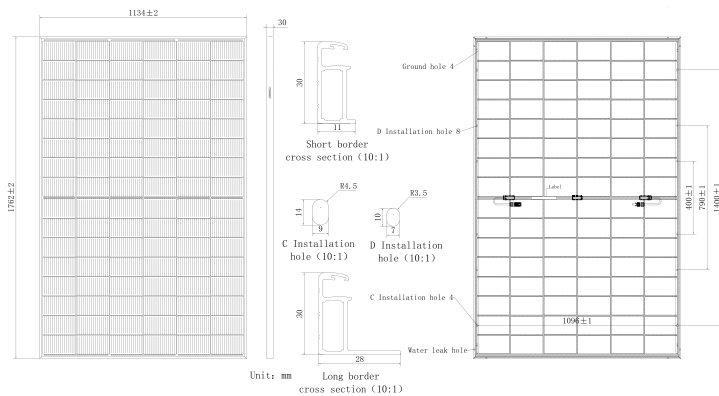 1134±2
30
1762±2
30
11
Short border
cross section（10:1）
R4.5
14
9
C Installation
hole（10:1）
R3.5
10
7
D Installation
hole（10:1）
30
28
Unit: mm
Long border
cross section（10:1）
Ground hole 4
D Installation hole 8
Label
C Installation hole 4
1096±1
Water leak hole
400±1
790±1
1400±1